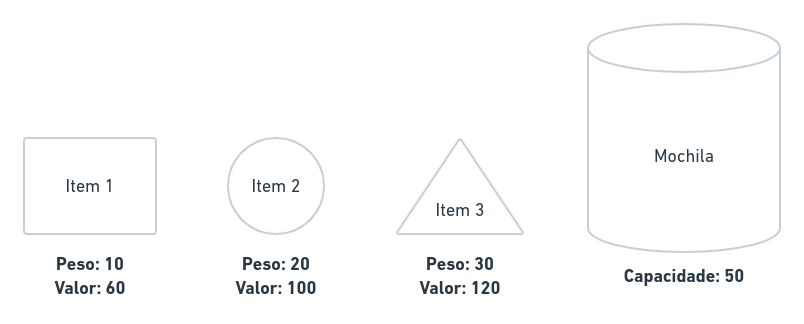 Item 1
Peso: 10
Valor: 60
Item 2
Peso: 20
Valor: 100
Item 3
Peso: 30
Valor: 120
Mochila
Capacidade: 50